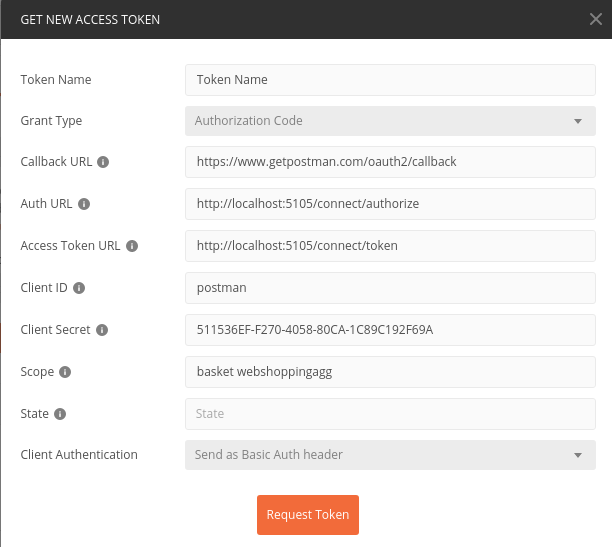 GET NEW ACCESS TOKEN
Token Name Token Name
Grant Type Authorization Code
Callback URL https://www.getpostman.com/oauth2/callback
Auth URL http://localhost:5105/connect/authorize
Access Token URL http://localhost:5105/connect/token
Client ID postman
Client Secret 511536EF-F270-4058-80CA-1C89C192F69A
Scope basket webshoppingagg
State State
Client Authentication Send as Basic Auth header
Request Token